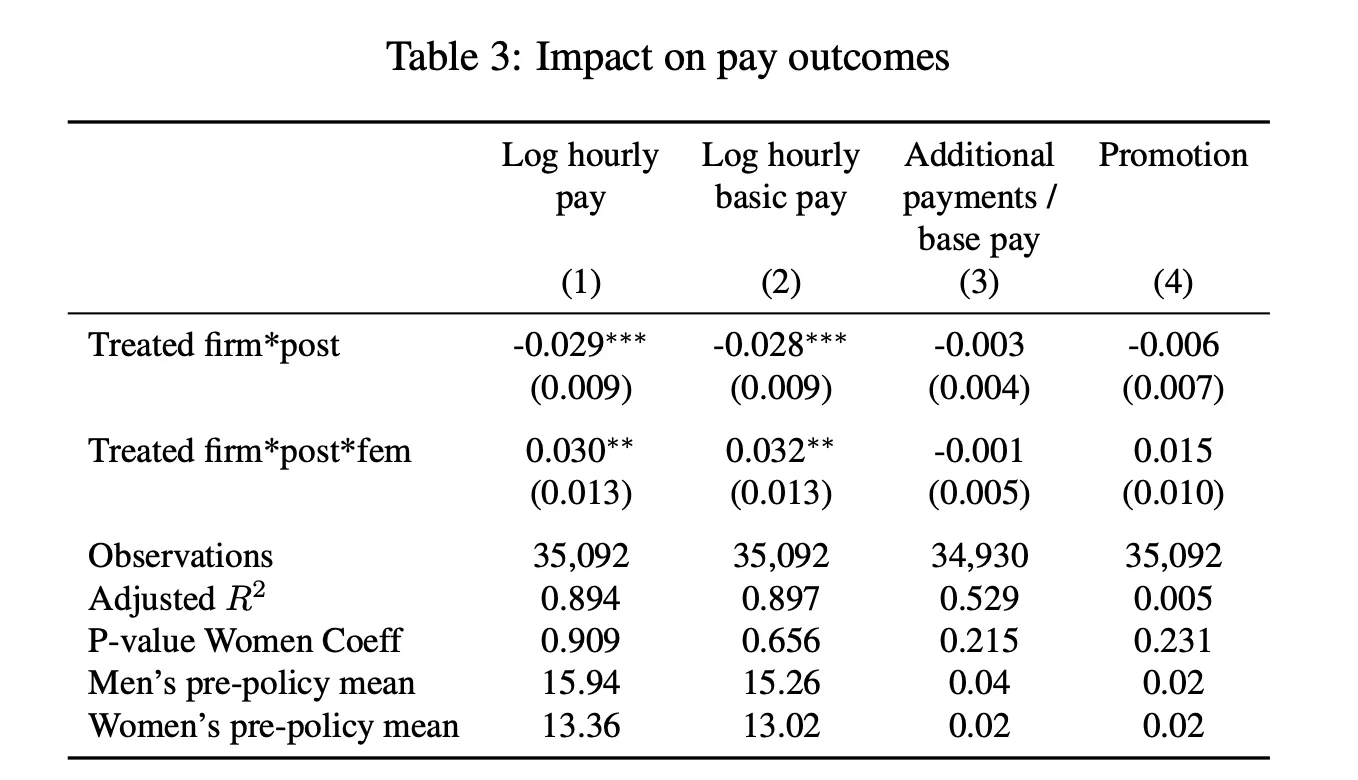 Table 3: Impact on pay outcomes
Log hourly Log hourly Additional Promotion
pay basic pay payments /
base pay
(1) (2) (3) (4)
Treated firm*post -0.029*** -0.028*** -0.003 -0.006
(0.009) (0.009) (0.004) (0.007)
Treated firm*post*fem 0.030** 0.032** -0.001 0.015
(0.013) (0.013) (0.005) (0.010)
Observations 35,092 35,092 34,930 35,092
Adjusted R² 0.894 0.897 0.529 0.005
P-value Women Coeff 0.909 0.656 0.215 0.231
Men’s pre-policy mean 15.94 15.26 0.04 0.02
Women’s pre-policy mean 13.36 13.02 0.02 0.02